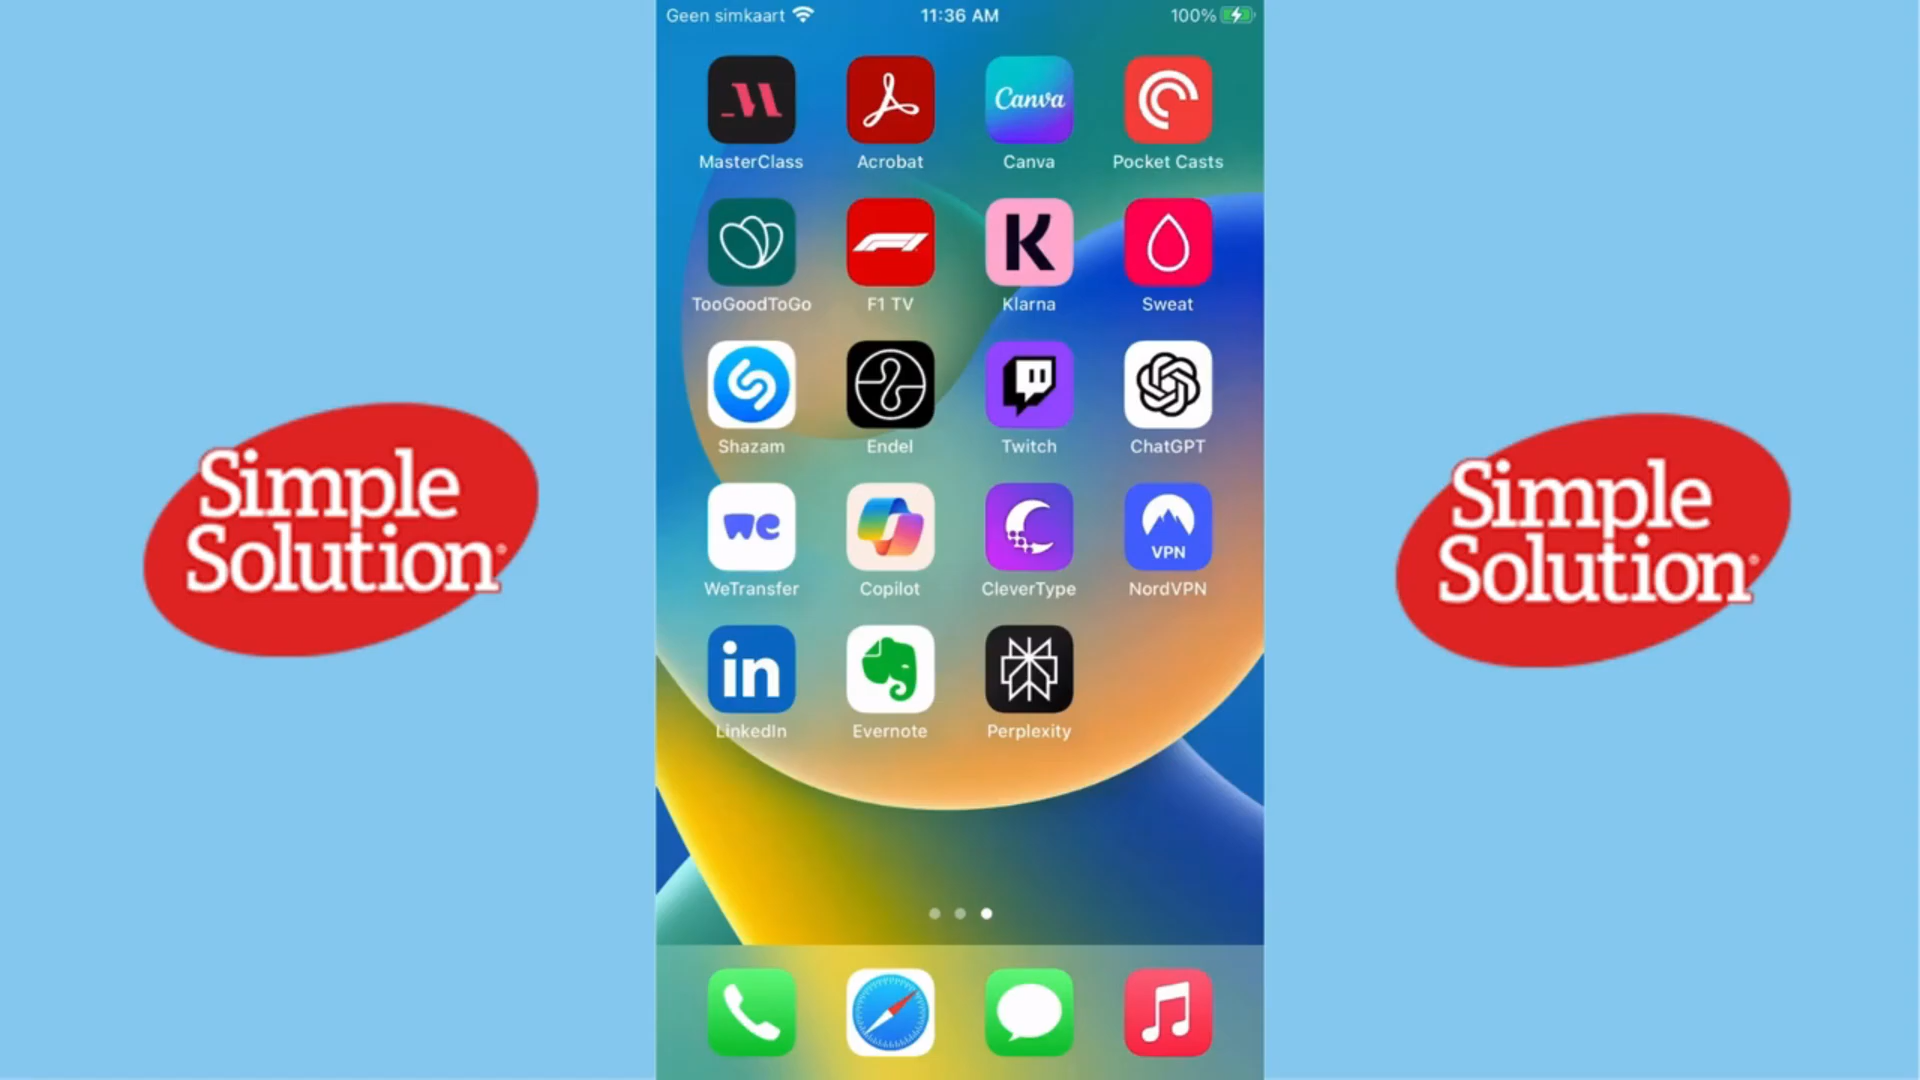 Geen simkaart 11:36 AM 100%
Canva
MasterClass Acrobat Canva Pocket Casts
K
TooGoodToGo F1 TV Klarna Sweat
Shazam Endel Twitch ChatGPT
we VPN
WeTransfer Copilot CleverType NordVPN
in
LinkedIn Evernote Perplexity
Simple
Solution
Simple
Solution